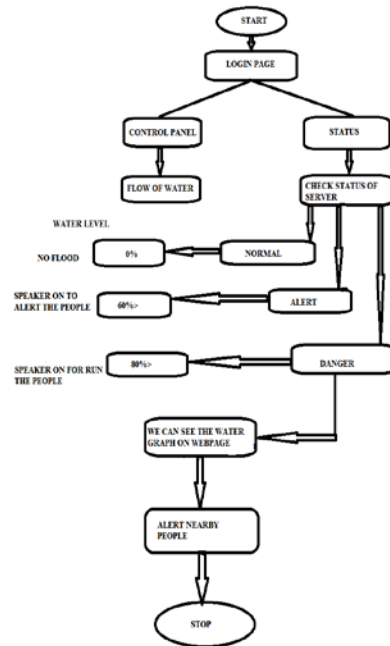 START
LOGIN PAGE
CONTROL PANEL
STATUS
FLOW OF WATER
CHECK STATUS OF
SERVER
WATER LEVEL
NO FLOOD
0%
NORMAL
SPEAKER ON TO
ALERT THE PEOPLE
60%>
ALERT
SPEAKER ON FOR RUN
THE PEOPLE
80%>
DANGER
WE CAN SEE THE WATER
GRAPH ON WEBPAGE
ALERT NEARBY
PEOPLE
STOP